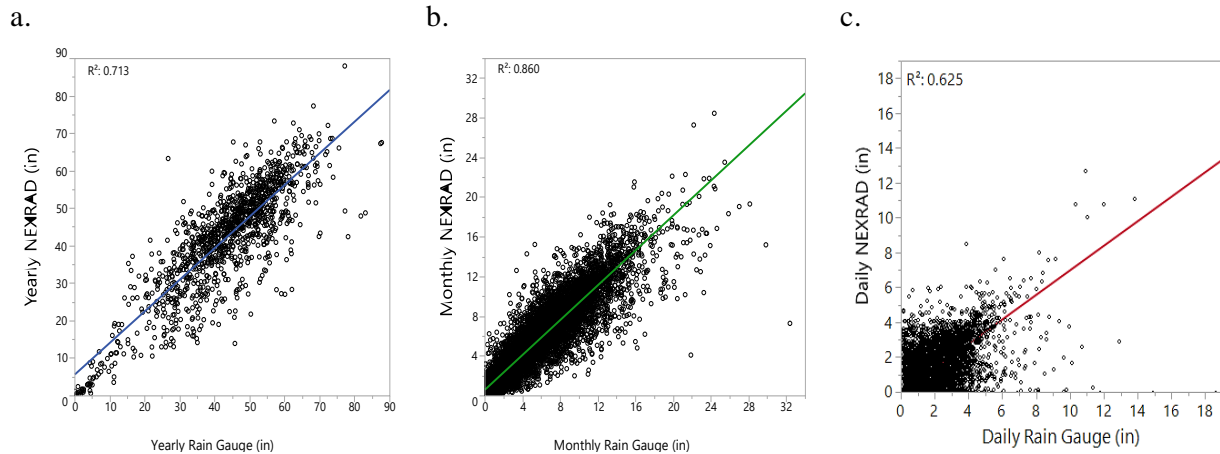 a.
R²: 0.713
90
80
70
60
50
40
30
20
10
0
Yearly NEXRAD (in)
0 10 20 30 40 50 60 70 80 90
Yearly Rain Gauge (in)
b.
R²: 0.860
32
28
24
20
16
12
8
4
0
Monthly NEXRAD (in)
0 4 8 12 16 20 24 28 32
Monthly Rain Gauge (in)
c.
R²: 0.625
18
16
14
12
10
8
6
4
2
0
Daily NEXRAD (in)
0 2 4 6 8 10 12 14 16 18
Daily Rain Gauge (in)